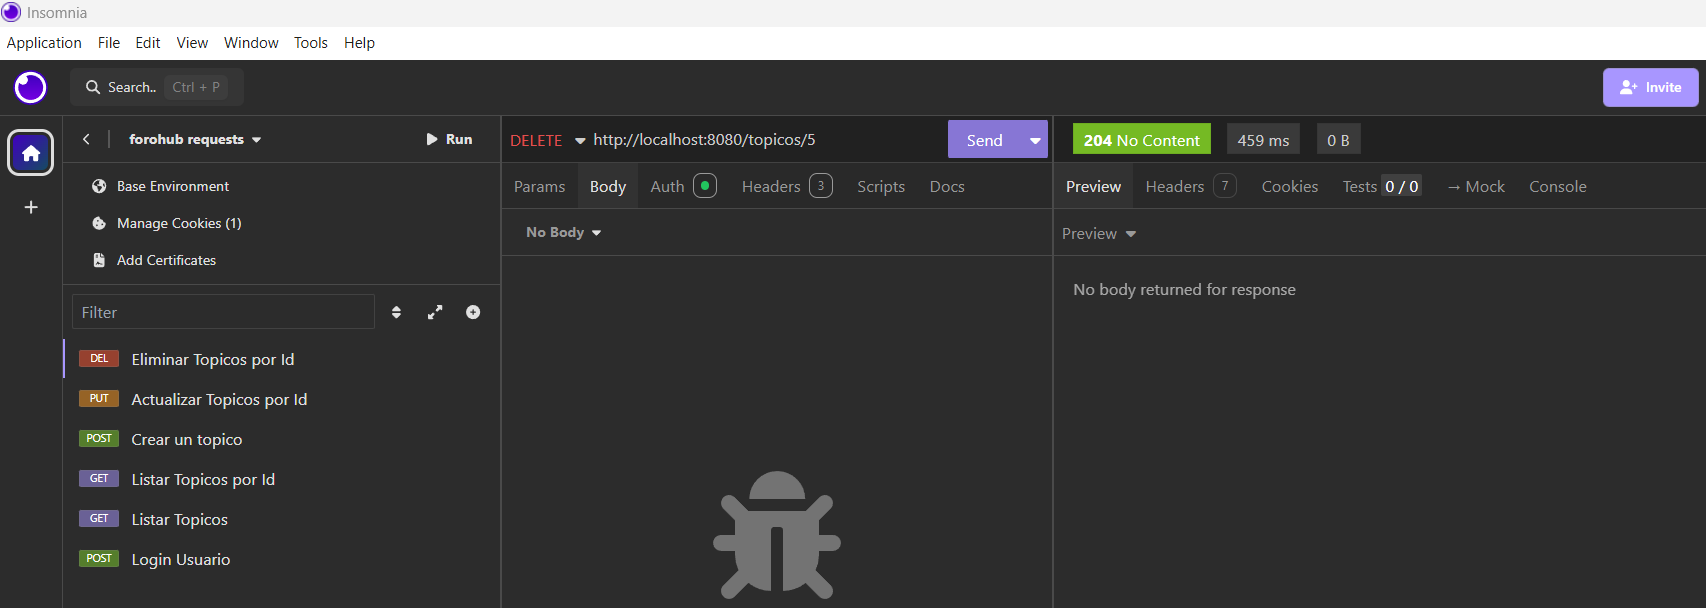 Insomnia
Application File Edit View Window Tools Help
Search.. Ctrl + P
Invite
forohub requests
Run
Base Environment
Manage Cookies (1)
Add Certificates
Filter
DEL Eliminar Topicos por Id
PUT Actualizar Topicos por Id
POST Crear un topico
GET Listar Topicos por Id
GET Listar Topicos
POST Login Usuario
DELETE http://localhost:8080/topicos/5 Send
Params Body Auth Headers 3 Scripts Docs
No Body
204 No Content 459 ms 0 B
Preview Headers 7 Cookies Tests 0 / 0 → Mock Console
Preview
No body returned for response